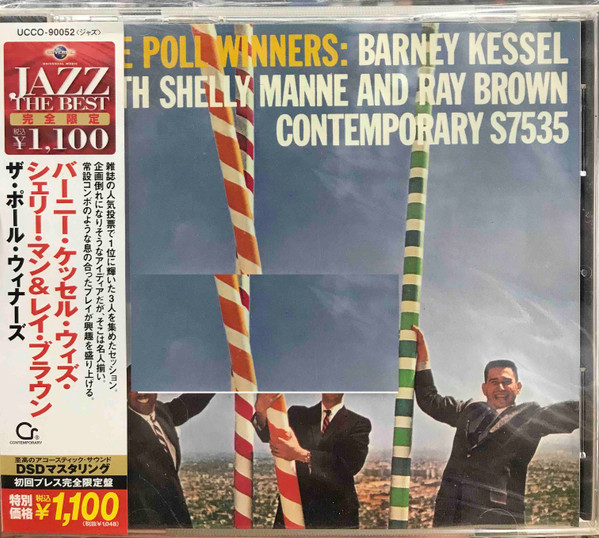 UCCO-90052〈ジャズ〉
UNIVERSAL MUSIC
JAZZ
THE BEST
完全限定
税込
¥1,100
バーニー・ケッセル・ウィズ・
シェリー・マン&レイ・ブラウン
ザ・ポール・ウィナーズ
雑誌の人気投票で1位に輝いた3人を集めたセッション。
企画倒れになりそうなアイディアだが、そこは名人揃い。
常設コンボのような息の合ったプレイが興趣を盛り上げる。
CR
CONTEMPORARY
至高のアコースティック・サウンド
DSDマスタリング
初回プレス完全限定盤
特別
価格
税込
¥1,100
(税抜¥1,048)
E POLL WINNERS: BARNEY KESSEL
TH SHELLY MANNE AND RAY BROWN
CONTEMPORARY S7535